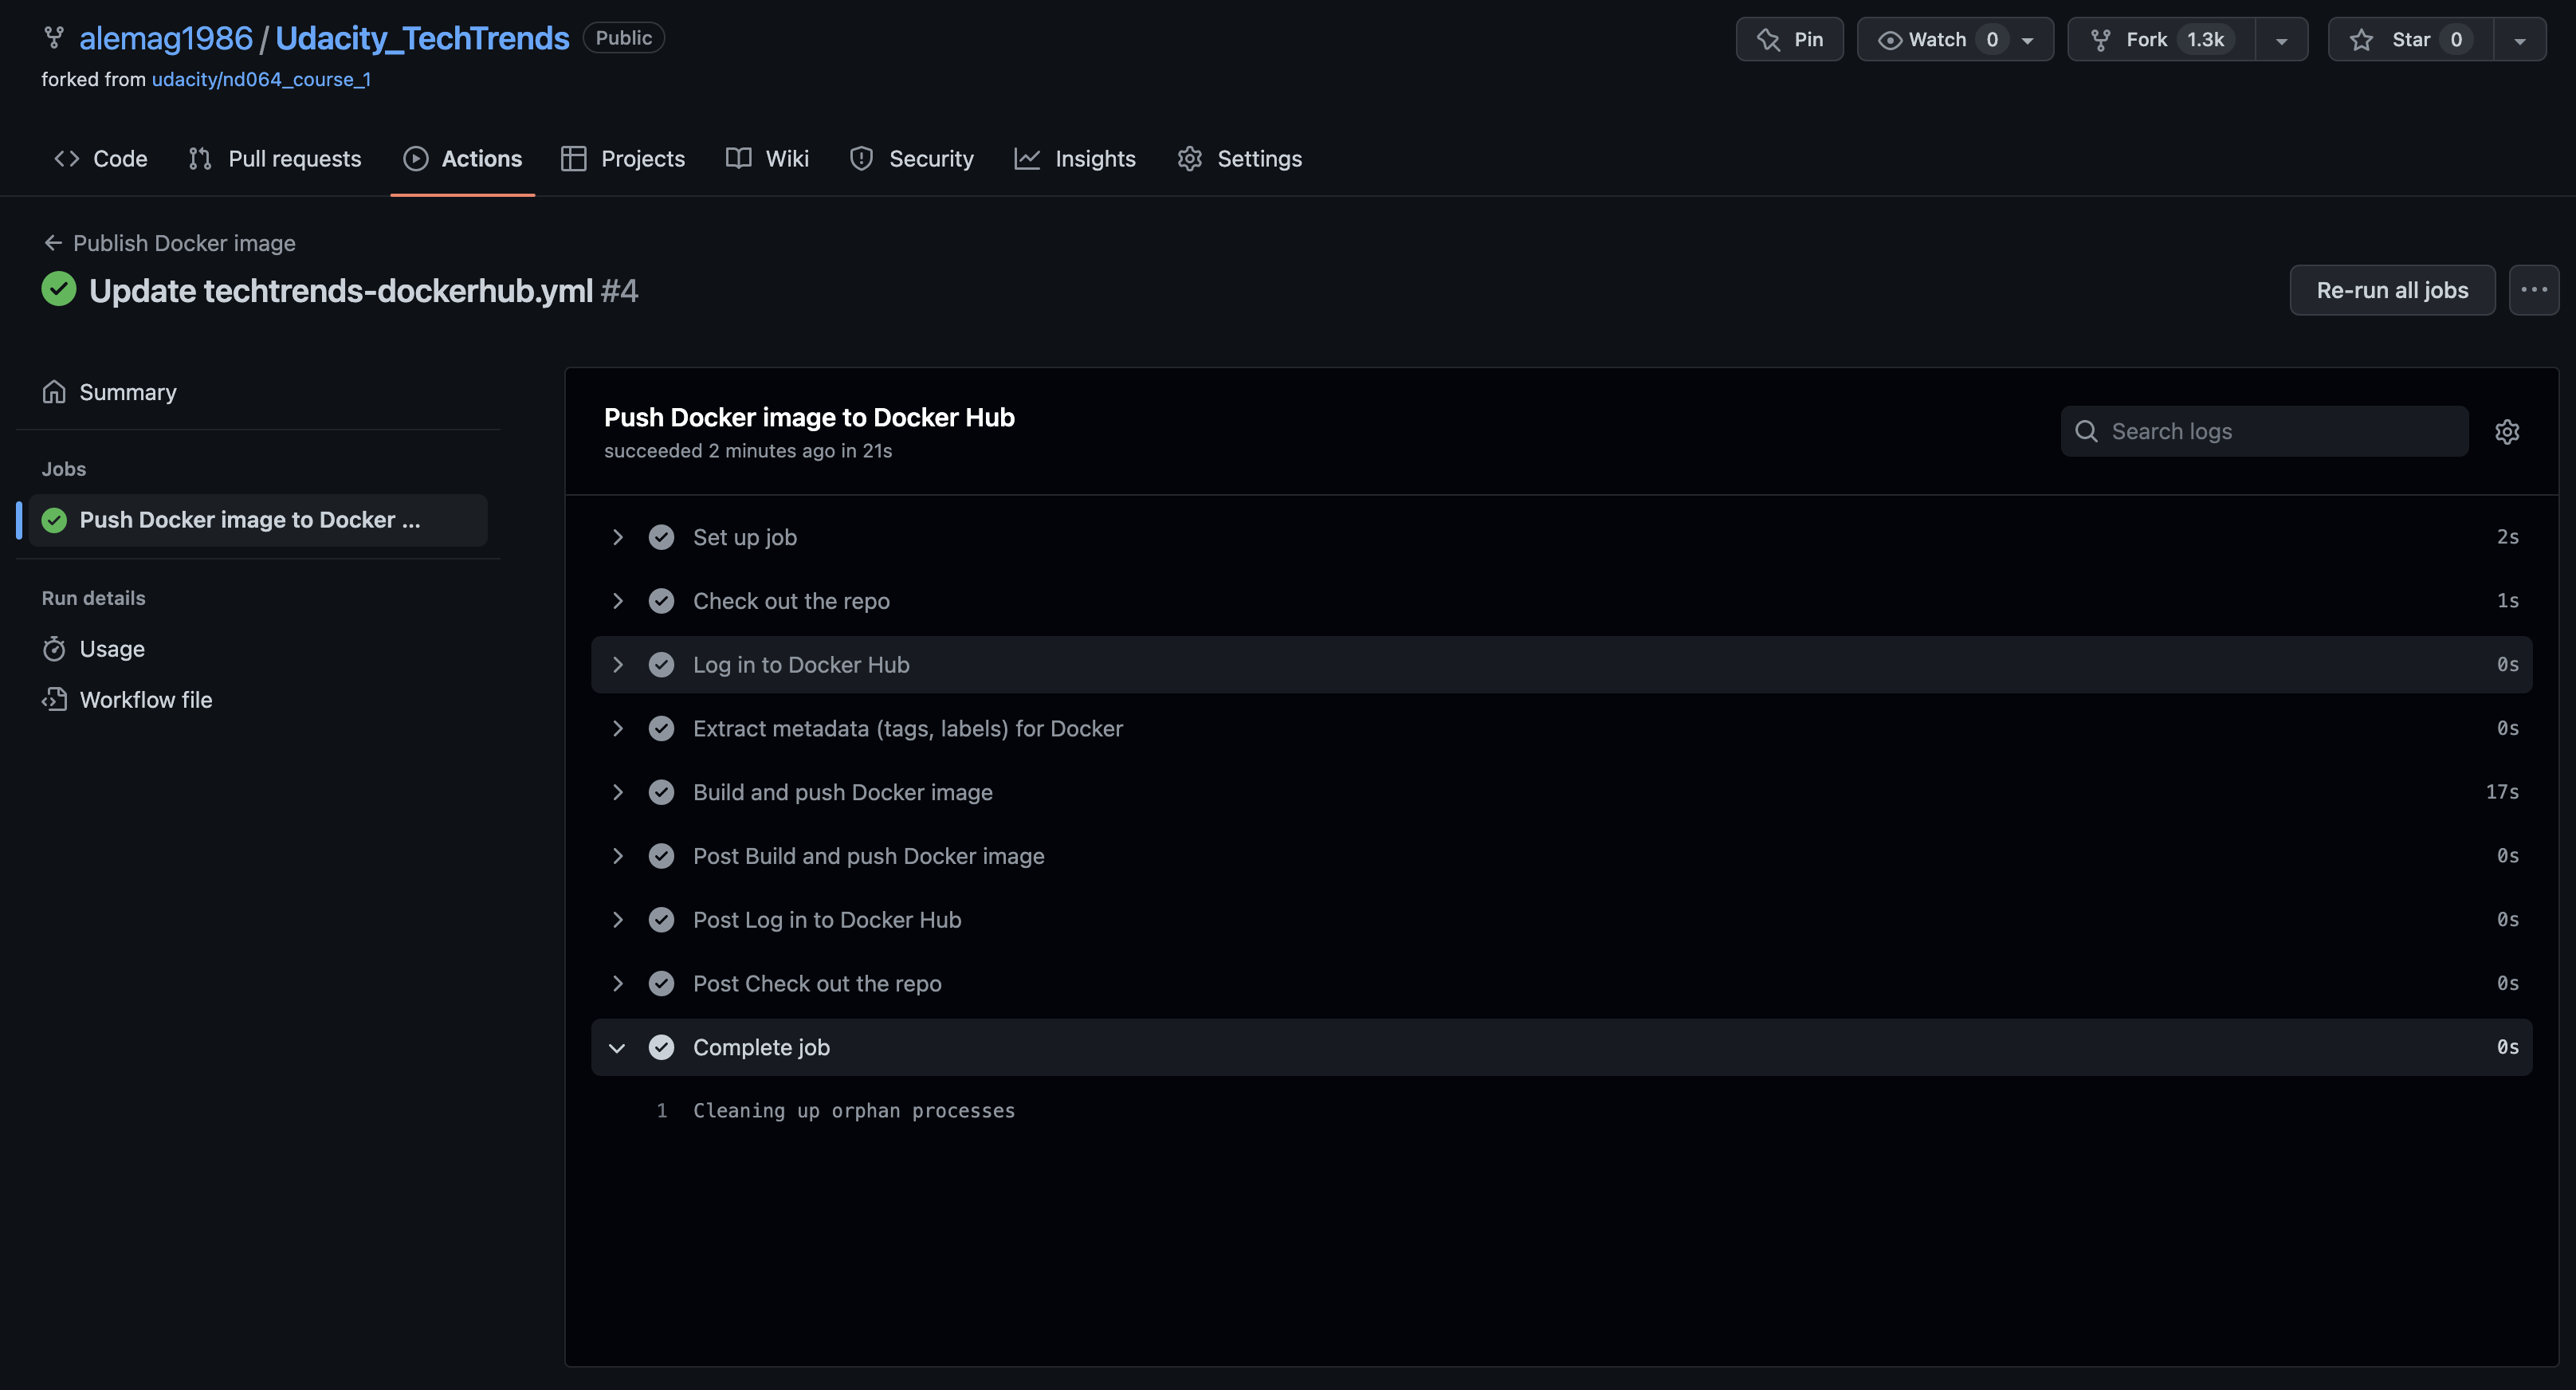 alemag1986 / Udacity_TechTrends Public
Pin Watch 0 Fork 1.3k Star 0
forked from udacity/nd064_course_1
Code Pull requests Actions Projects Wiki Security Insights Settings
← Publish Docker image
Update techtrends-dockerhub.yml #4
Re-run all jobs ...
Summary
Jobs
Push Docker image to Docker ...
Run details
Usage
Workflow file
Push Docker image to Docker Hub
succeeded 2 minutes ago in 21s
Search logs
Set up job 2s
Check out the repo 1s
Log in to Docker Hub 0s
Extract metadata (tags, labels) for Docker 0s
Build and push Docker image 17s
Post Build and push Docker image 0s
Post Log in to Docker Hub 0s
Post Check out the repo 0s
Complete job 0s
1 Cleaning up orphan processes